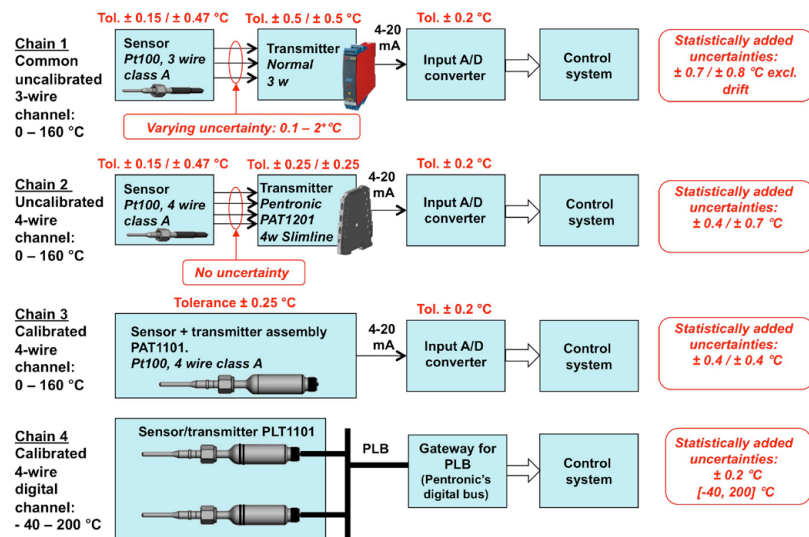 Tol. ± 0.15 / ± 0.47 °C
Tol. ± 0.5 / ± 0.5 °C
Tol. ± 0.2 °C
Chain 1
Common
uncalibrated
3-wire
channel:
0 – 160 °C
Sensor
Pt100, 3 wire
class A
Transmitter
Normal
3 w
4-20
mA
Input A/D
converter
Control
system
Statistically added
uncertainties:
± 0.7 / ± 0.8 °C excl.
drift
Varying uncertainty: 0.1 – 2⁺°C
Tol. ± 0.15 / ± 0.47 °C
Tol. ± 0.25 / ± 0.25
Tol. ± 0.2 °C
Chain 2
Uncalibrated
4-wire
channel:
0 – 160 °C
Sensor
Pt100, 4 wire
class A
Transmitter
Pentronic
PAT1201
4w Slimline
4-20
mA
Input A/D
converter
Control
system
Statistically added
uncertainties:
± 0.4 / ± 0.7 °C
No uncertainty
Tolerance ± 0.25 °C
Tol. ± 0.2 °C
Chain 3
Calibrated
4-wire
channel:
0 – 160 °C
Sensor + transmitter assembly
PAT1101.
Pt100, 4 wire class A
4-20
mA
Input A/D
converter
Control
system
Statistically added
uncertainties:
± 0.4 / ± 0.4 °C
Chain 4
Calibrated
4-wire
digital
channel:
- 40 – 200 °C
Sensor/transmitter PLT1101
PLB
Gateway for
PLB
(Pentronic's
digital bus)
Control
system
Statistically added
uncertainties:
± 0.2 °C
[-40, 200] °C